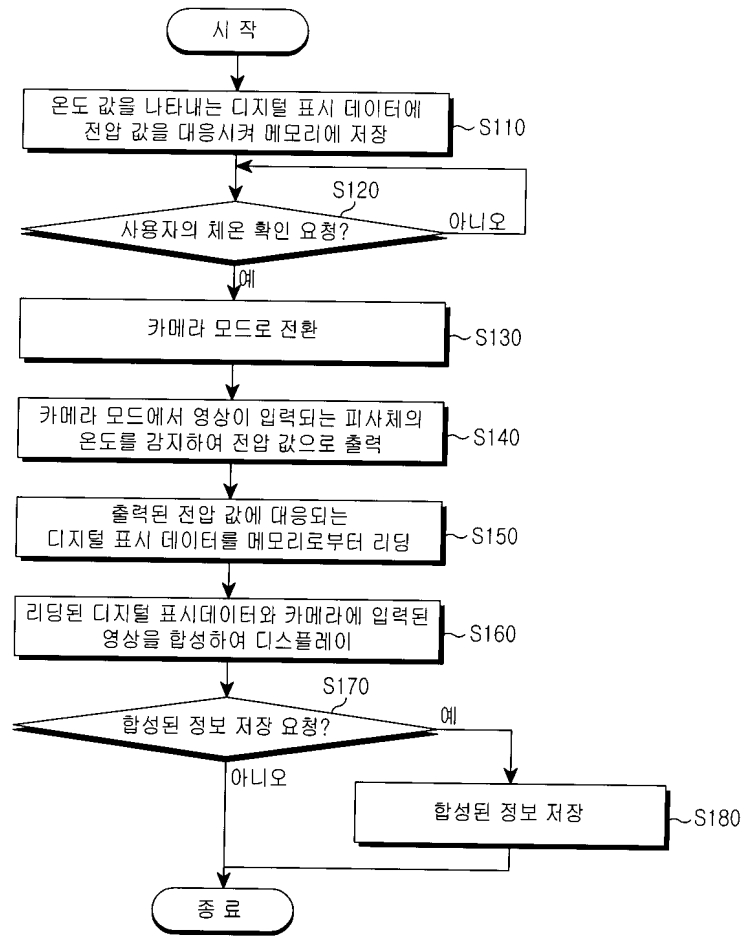 시 작
온도 값을 나타내는 디지털 표시 데이터에
전압 값을 대응시켜 메모리에 저장
S110
S120
사용자의 체온 확인 요청?
아니오
예
카메라 모드로 전환
S130
카메라 모드에서 영상이 입력되는 피사체의
온도를 감지하여 전압 값으로 출력
S140
출력된 전압 값에 대응되는
디지털 표시 데이터를 메모리로부터 리딩
S150
리딩된 디지털 표시데이터와 카메라에 입력된
영상을 합성하여 디스플레이
S160
S170
합성된 정보 저장 요청?
예
아니오
합성된 정보 저장
S180
종 료